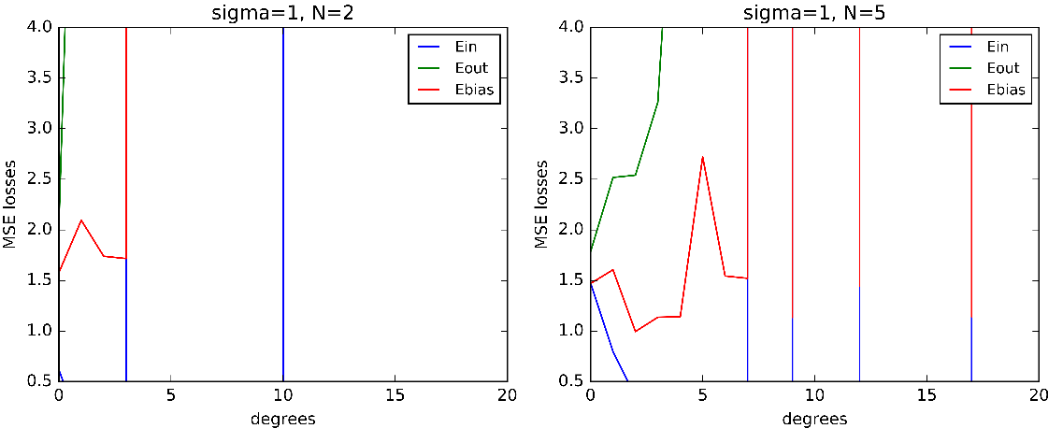 sigma=1, N=2
4.0
3.5
3.0
2.5
2.0
1.5
1.0
0.5
MSE losses
0
5
10
15
20
degrees
Ein
Eout
Ebias
sigma=1, N=5
4.0
3.5
3.0
2.5
2.0
1.5
1.0
0.5
MSE losses
0
5
10
15
20
degrees
Ein
Eout
Ebias